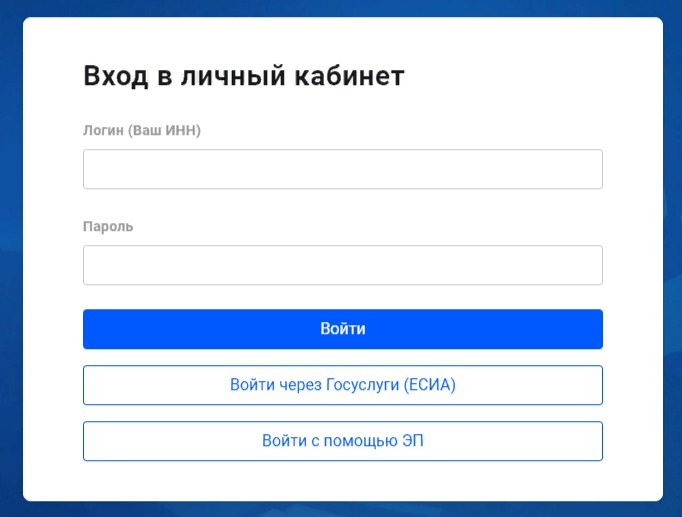 Вход в личный кабинет
Логин (Ваш ИНН)
Пароль
Войти
Войти через Госуслуги (ЕСИА)
Войти с помощью ЭП